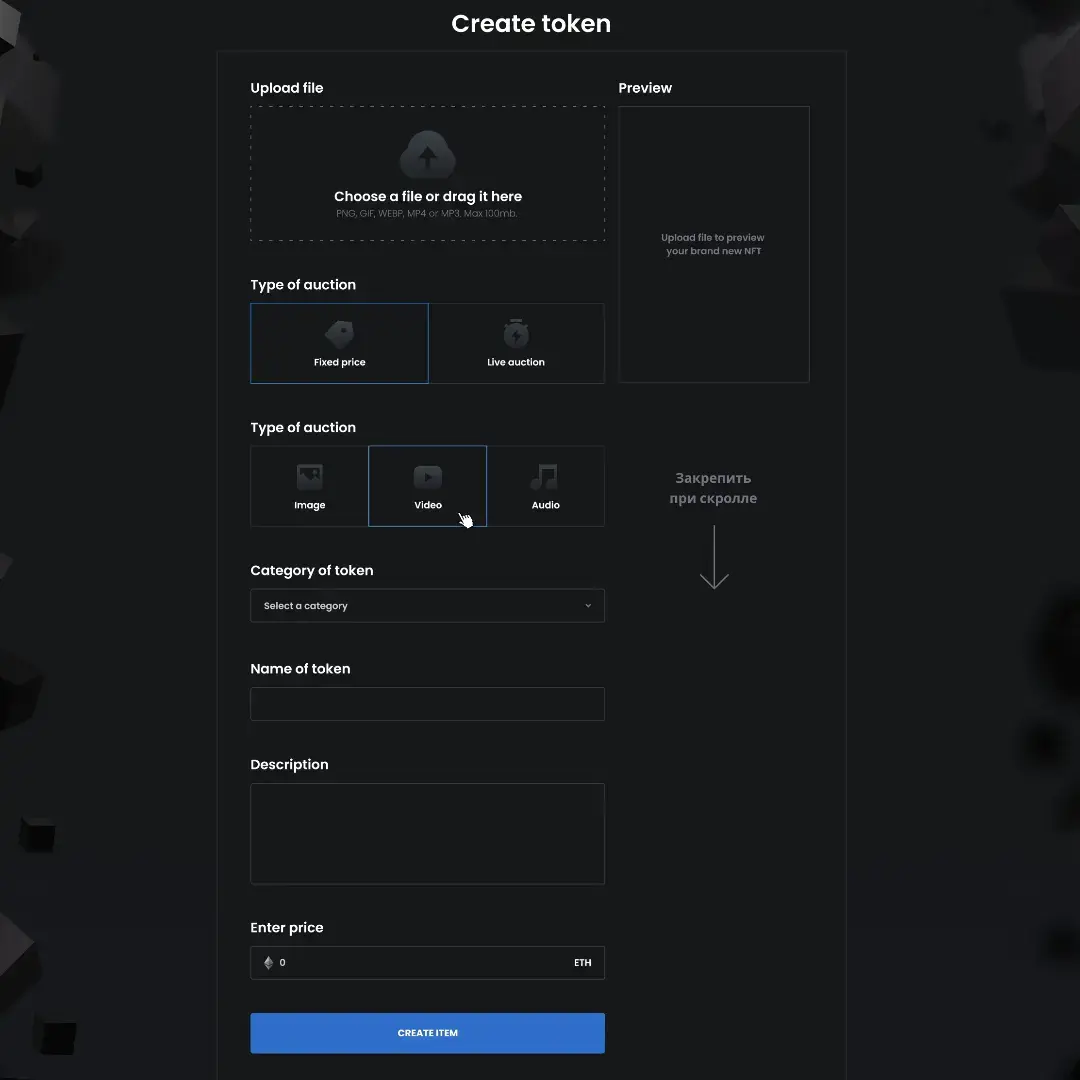 Create token
Upload file
Choose a file or drag it here
PNG, GIF, WEBP, MP4 or MP3. Max 100mb.
Preview
Upload file to preview
your brand new NFT
Type of auction
Fixed price
Live auction
Type of auction
Image
Video
Audio
Закрепить
при скролле
Category of token
Select a category
Name of token
Description
Enter price
0
ETH
CREATE ITEM